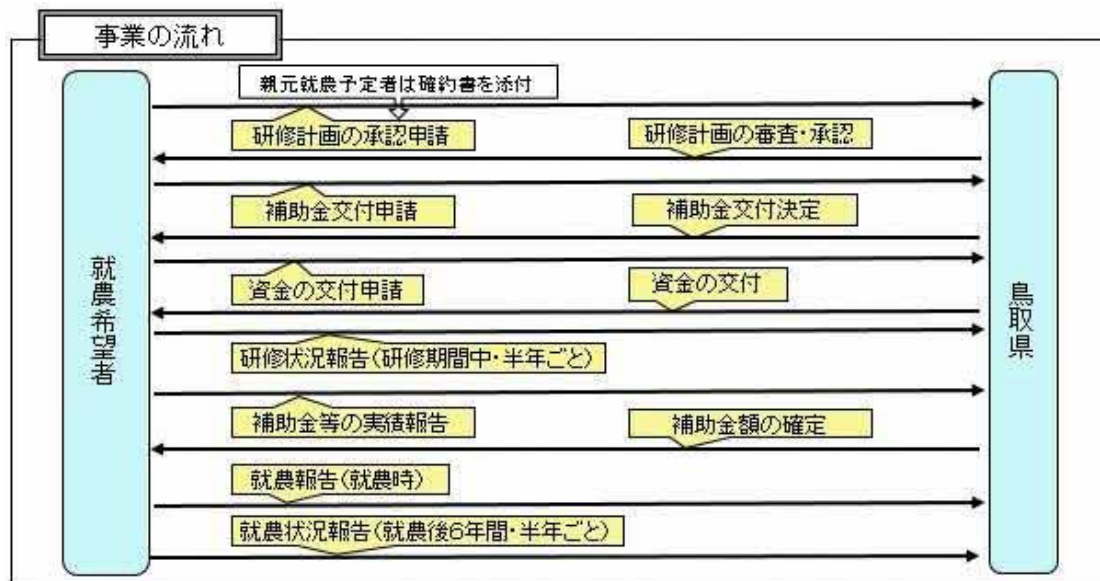 事業の流れ
親元就農予定者は確約書を添付
研修計画の承認申請
研修計画の審査・承認
補助金交付申請
補助金交付決定
資金の交付申請
資金の交付
研修状況報告(研修期間中・半年ごと)
補助金等の実績報告
補助金額の確定
就農報告(就農時)
就農状況報告(就農後6年間・半年ごと)
就農希望者
鳥取県